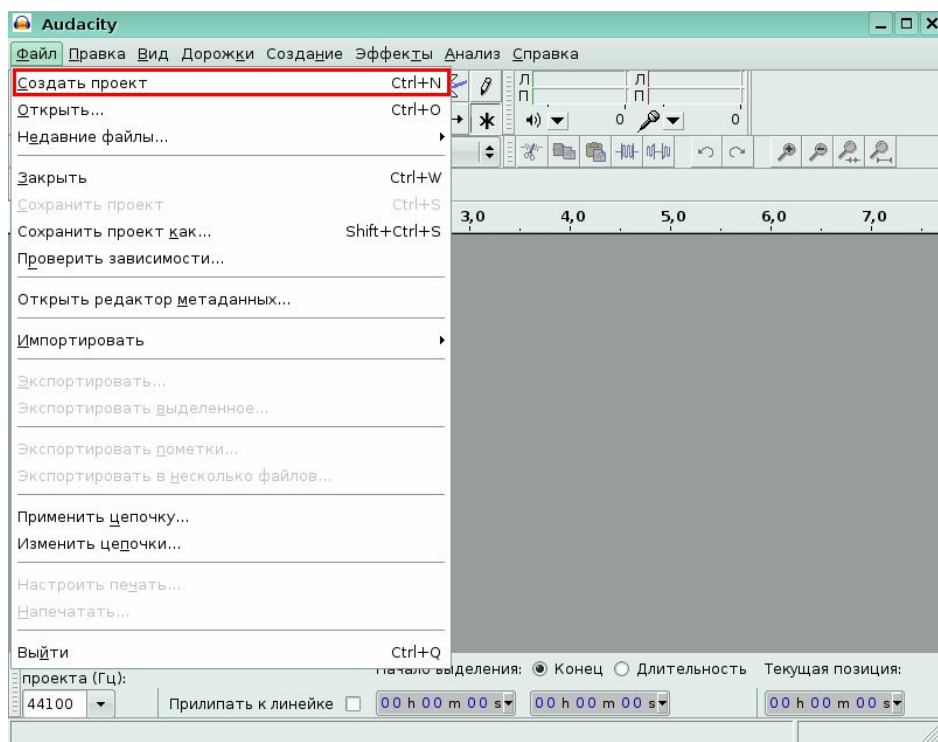 Audacity
Файл Правка Вид Дорожки Создание Эффекты Анализ Справка
Создать проект Ctrl+N
Открыть... Ctrl+O
Недавние файлы...
Закрыть Ctrl+W
Сохранить проект Ctrl+S
Сохранить проект как... Shift+Ctrl+S
Проверить зависимости...
Открыть редактор метаданных...
Импортировать
Экспортировать...
Экспортировать выделенное...
Экспортировать пометки...
Экспортировать в несколько файлов...
Применить цепочку...
Изменить цепочки...
Настроить печать...
Напечатать...
Выйти Ctrl+Q
Л Л
П П
0 0
3,0 4,0 5,0 6,0 7,0
проекта (Гц): Начало выделения: Конец Длительность Текущая позиция:
44100 Прилипать к линейке 00 h 00 m 00 s 00 h 00 m 00 s 00 h 00 m 00 s